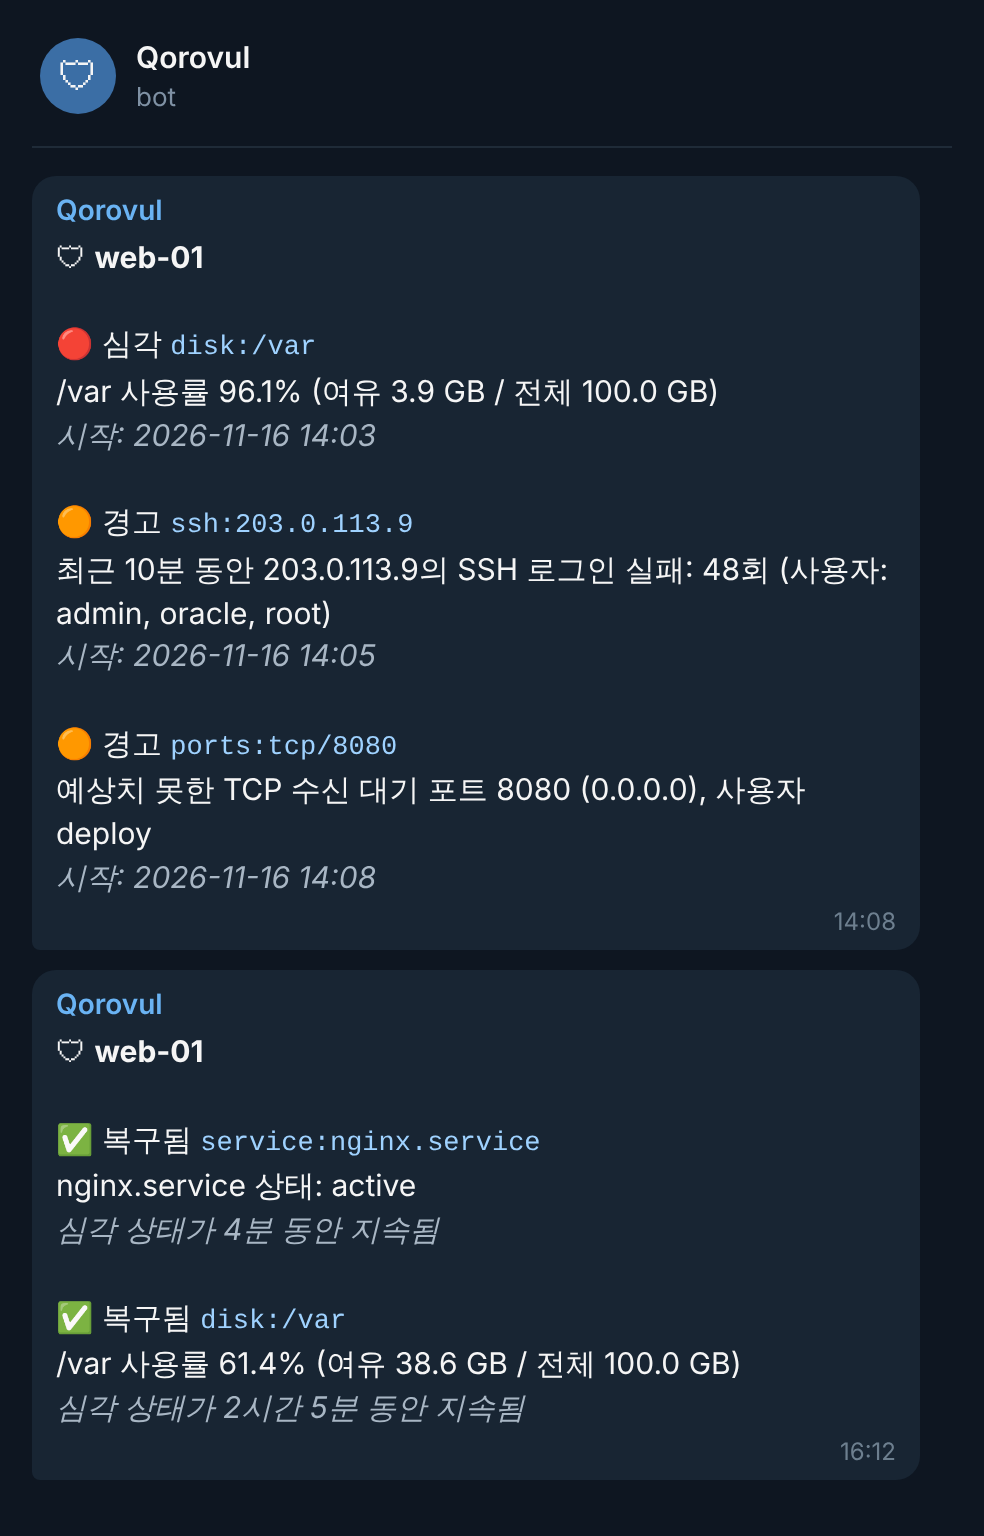 Qorovul
bot
Qorovul
🛡 web-01
🔴 심각 disk:/var
/var 사용률 96.1% (여유 3.9 GB / 전체 100.0 GB)
시작: 2026-11-16 14:03
🟠 경고 ssh:203.0.113.9
최근 10분 동안 203.0.113.9의 SSH 로그인 실패: 48회 (사용자:
admin, oracle, root)
시작: 2026-11-16 14:05
🟠 경고 ports:tcp/8080
예상치 못한 TCP 수신 대기 포트 8080 (0.0.0.0), 사용자
deploy
시작: 2026-11-16 14:08
14:08
Qorovul
🛡 web-01
✅ 복구됨 service:nginx.service
nginx.service 상태: active
심각 상태가 4분 동안 지속됨
✅ 복구됨 disk:/var
/var 사용률 61.4% (여유 38.6 GB / 전체 100.0 GB)
심각 상태가 2시간 5분 동안 지속됨
16:12